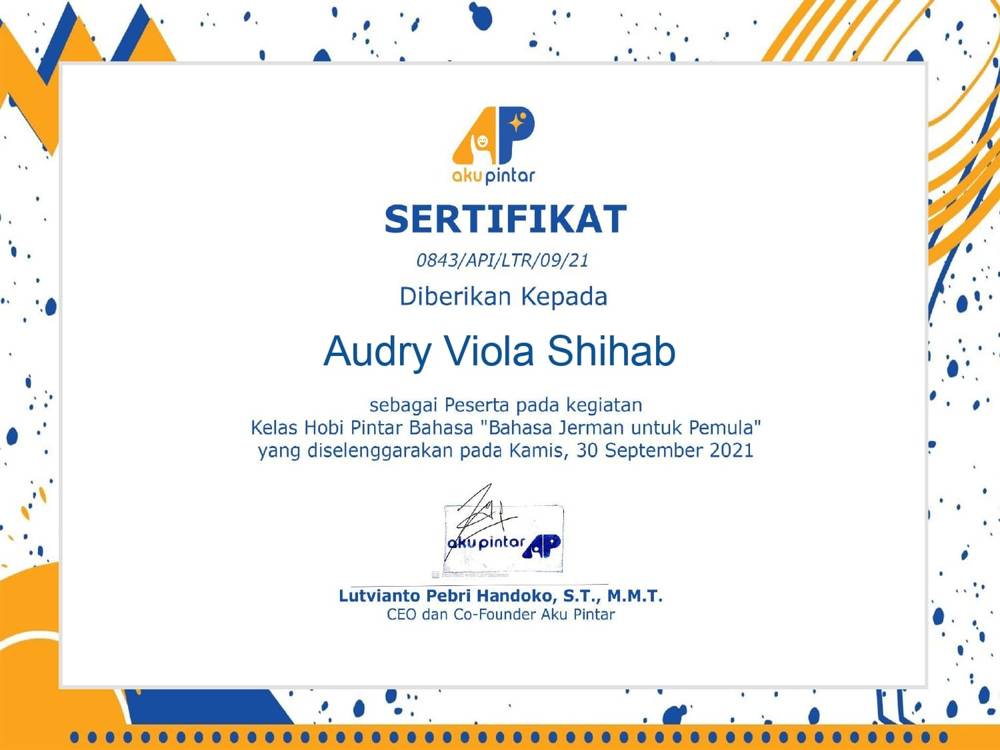 AP
aku pintar
SERTIFIKAT
0843/API/LTR/09/21
Diberikan Kepada
Audry Viola Shihab
sebagai Peserta pada kegiatan
Kelas Hobi Pintar Bahasa "Bahasa Jerman untuk Pemula"
yang diselenggarakan pada Kamis, 30 September 2021
aku pintar AP
Lutvianto Pebri Handoko, S.T., M.M.T.
CEO dan Co-Founder Aku Pintar